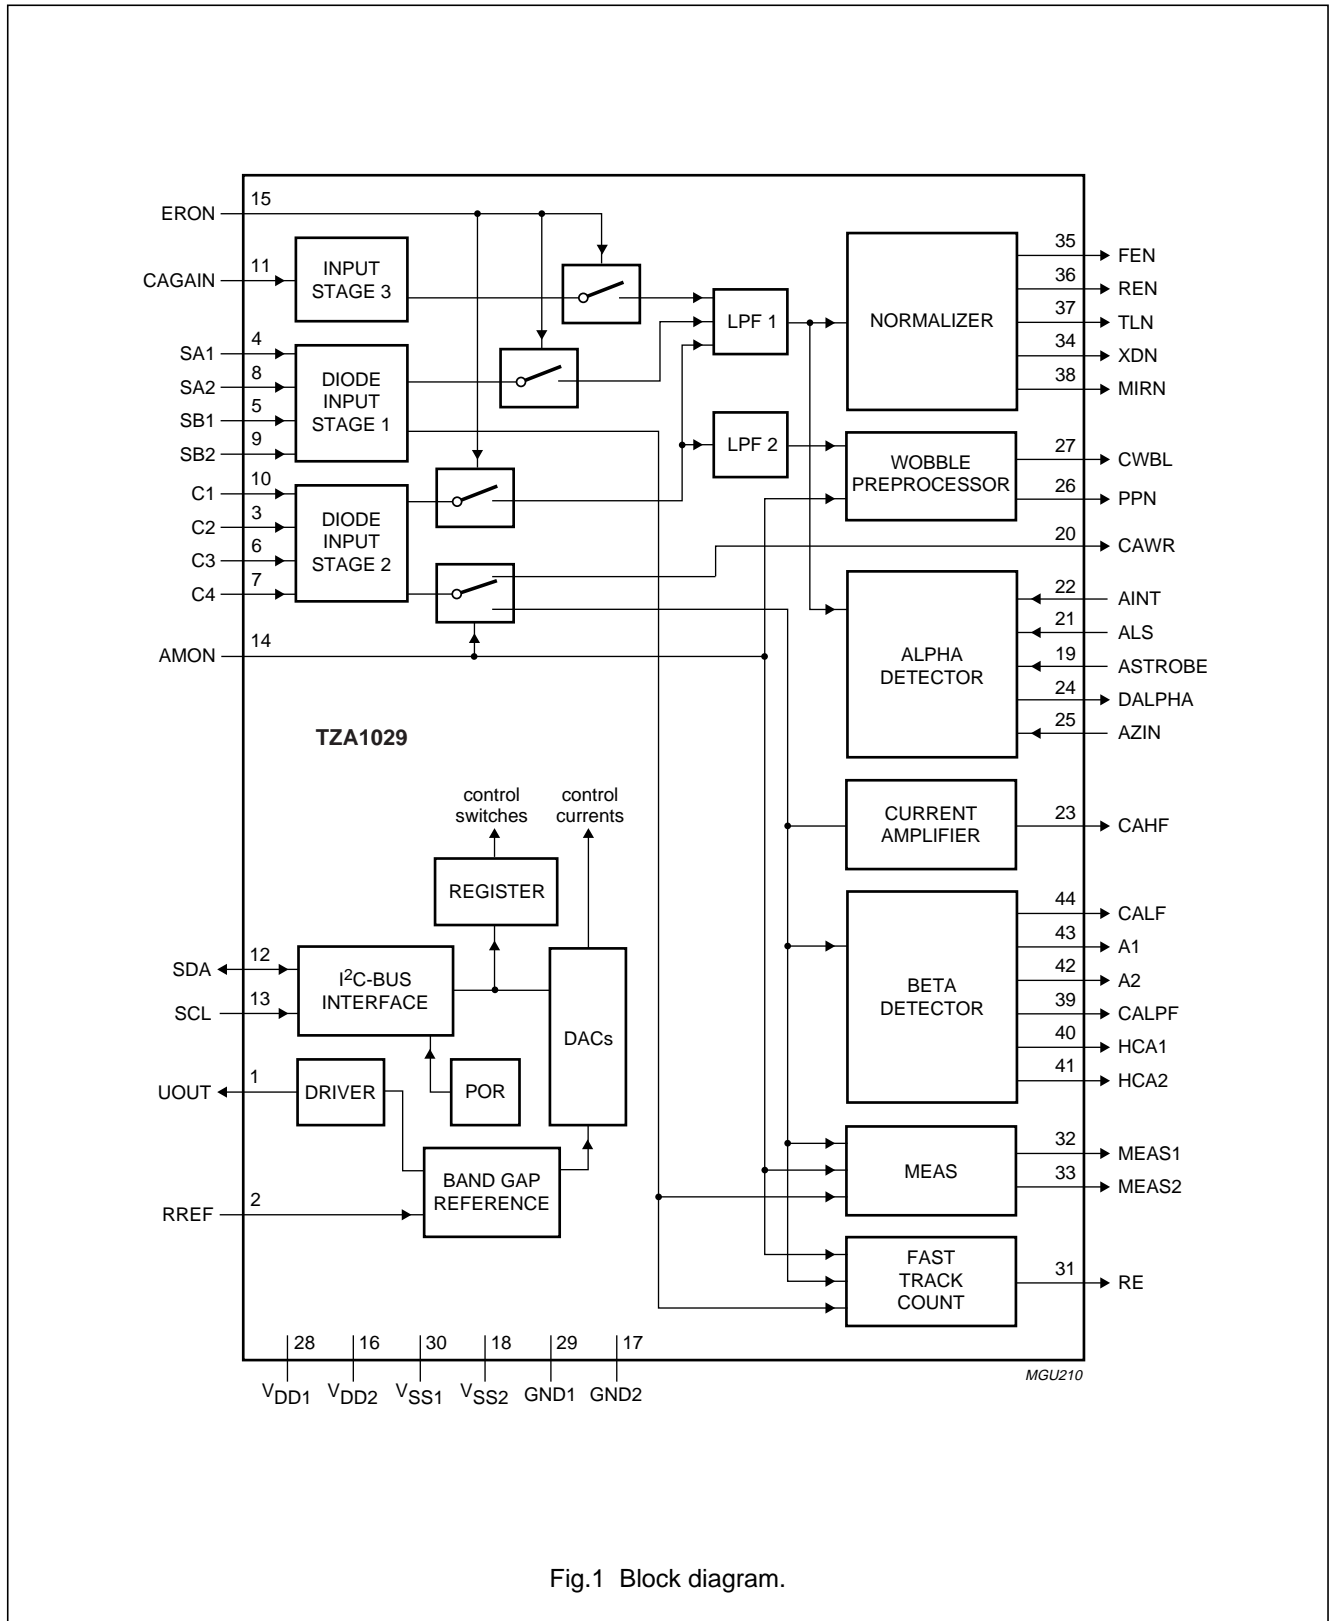 15
ERON
11
CAGAIN
INPUT
STAGE 3
4
SA1
8
SA2
5
SB1
9
SB2
DIODE
INPUT
STAGE 1
10
C1
3
C2
6
C3
7
C4
DIODE
INPUT
STAGE 2
14
AMON
LPF 1
LPF 2
NORMALIZER
35
FEN
36
REN
37
TLN
34
XDN
38
MIRN
WOBBLE
PREPROCESSOR
27
CWBL
26
PPN
20
CAWR
ALPHA
DETECTOR
22
AINT
21
ALS
19
ASTROBE
24
DALPHA
25
AZIN
TZA1029
control
switches
control
currents
CURRENT
AMPLIFIER
23
CAHF
REGISTER
BETA
DETECTOR
44
CALF
43
A1
42
A2
39
CALPF
40
HCA1
41
HCA2
12
SDA
13
SCL
I²C-BUS
INTERFACE
DACs
1
UOUT
DRIVER
POR
2
RREF
BAND GAP
REFERENCE
MEAS
32
MEAS1
33
MEAS2
FAST
TRACK
COUNT
31
RE
28
16
30
18
29
17
VDD1
VDD2
VSS1
VSS2
GND1
GND2
MGU210
Fig.1 Block diagram.